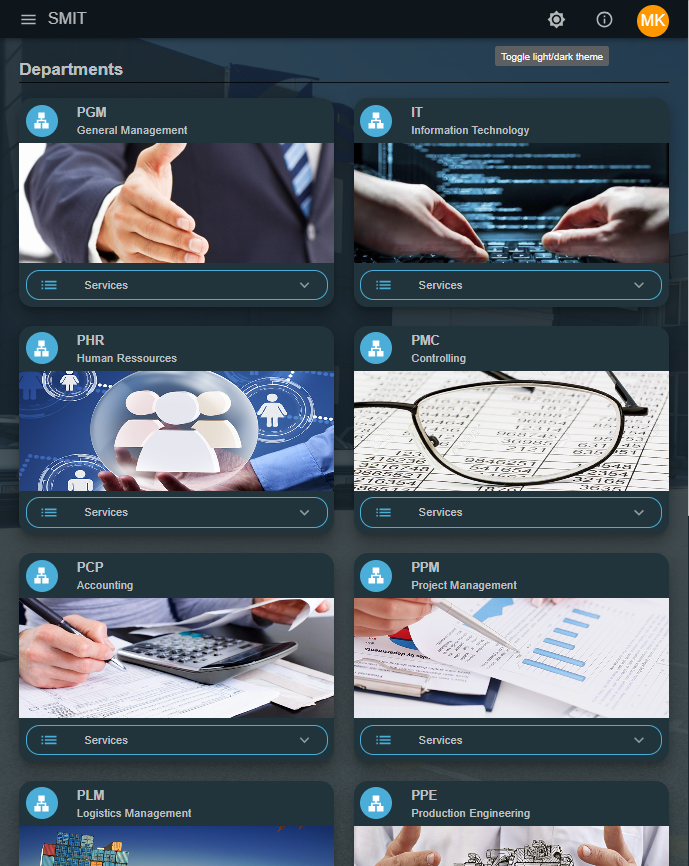 SMIT
MK
Toggle light/dark theme
Departments
PGM
General Management
IT
Information Technology
Services
Services
PHR
Human Ressources
PMC
Controlling
Services
Services
PCP
Accounting
PPM
Project Management
Services
Services
PLM
Logistics Management
PPE
Production Engineering